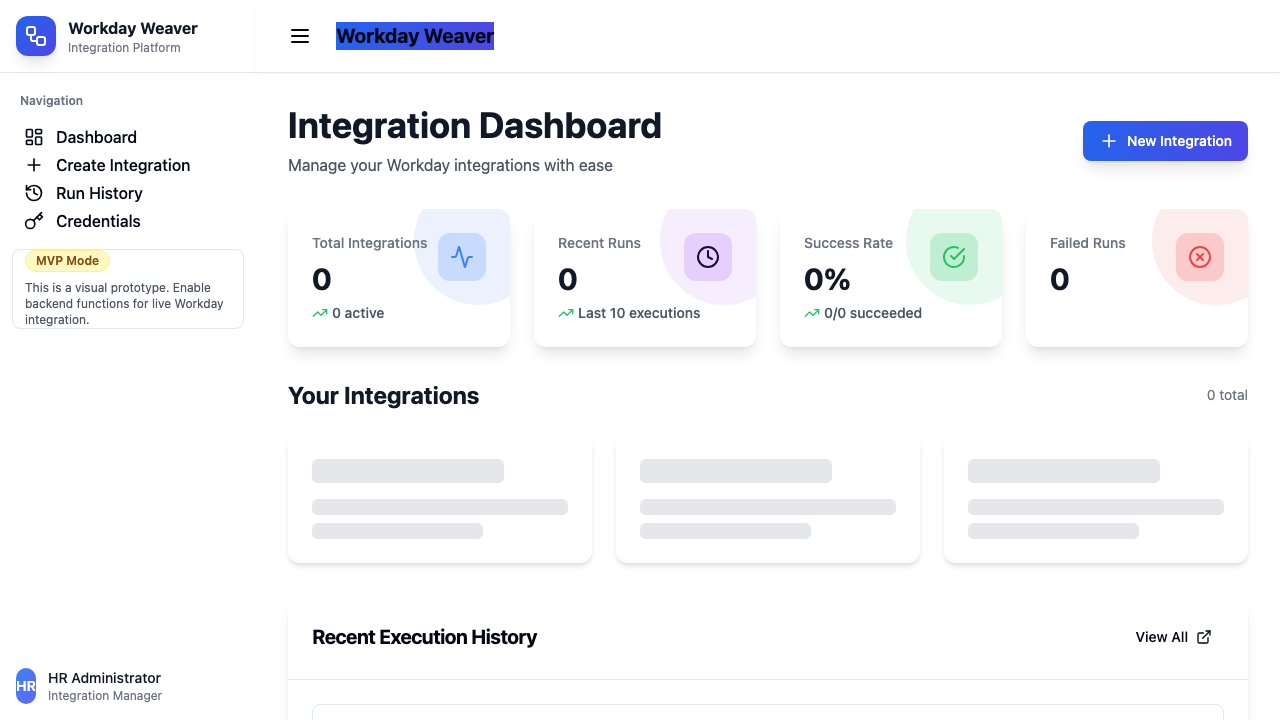 Workday Weaver
Integration Platform
Navigation
Dashboard
Create Integration
Run History
Credentials
MVP Mode
This is a visual prototype. Enable
backend functions for live Workday
integration.
HR
HR Administrator
Integration Manager
Workday Weaver
Integration Dashboard
Manage your Workday integrations with ease
New Integration
Total Integrations
0
0 active
Recent Runs
0
Last 10 executions
Success Rate
0%
0/0 succeeded
Failed Runs
0
Your Integrations
0 total
Recent Execution History
View All